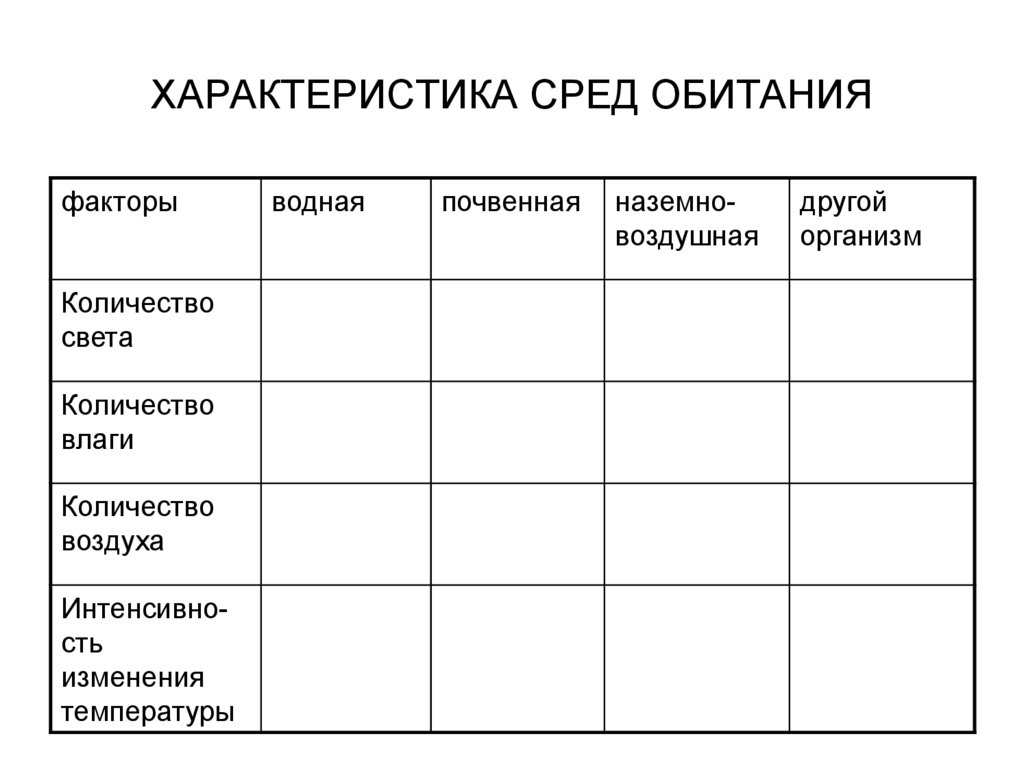 ХАРАКТЕРИСТИКА СРЕД ОБИТАНИЯ
факторы
водная
почвенная
наземно-
воздушная
другой
организм
Количество
света
Количество
влаги
Количество
воздуха
Интенсивно-
сть
изменения
температуры